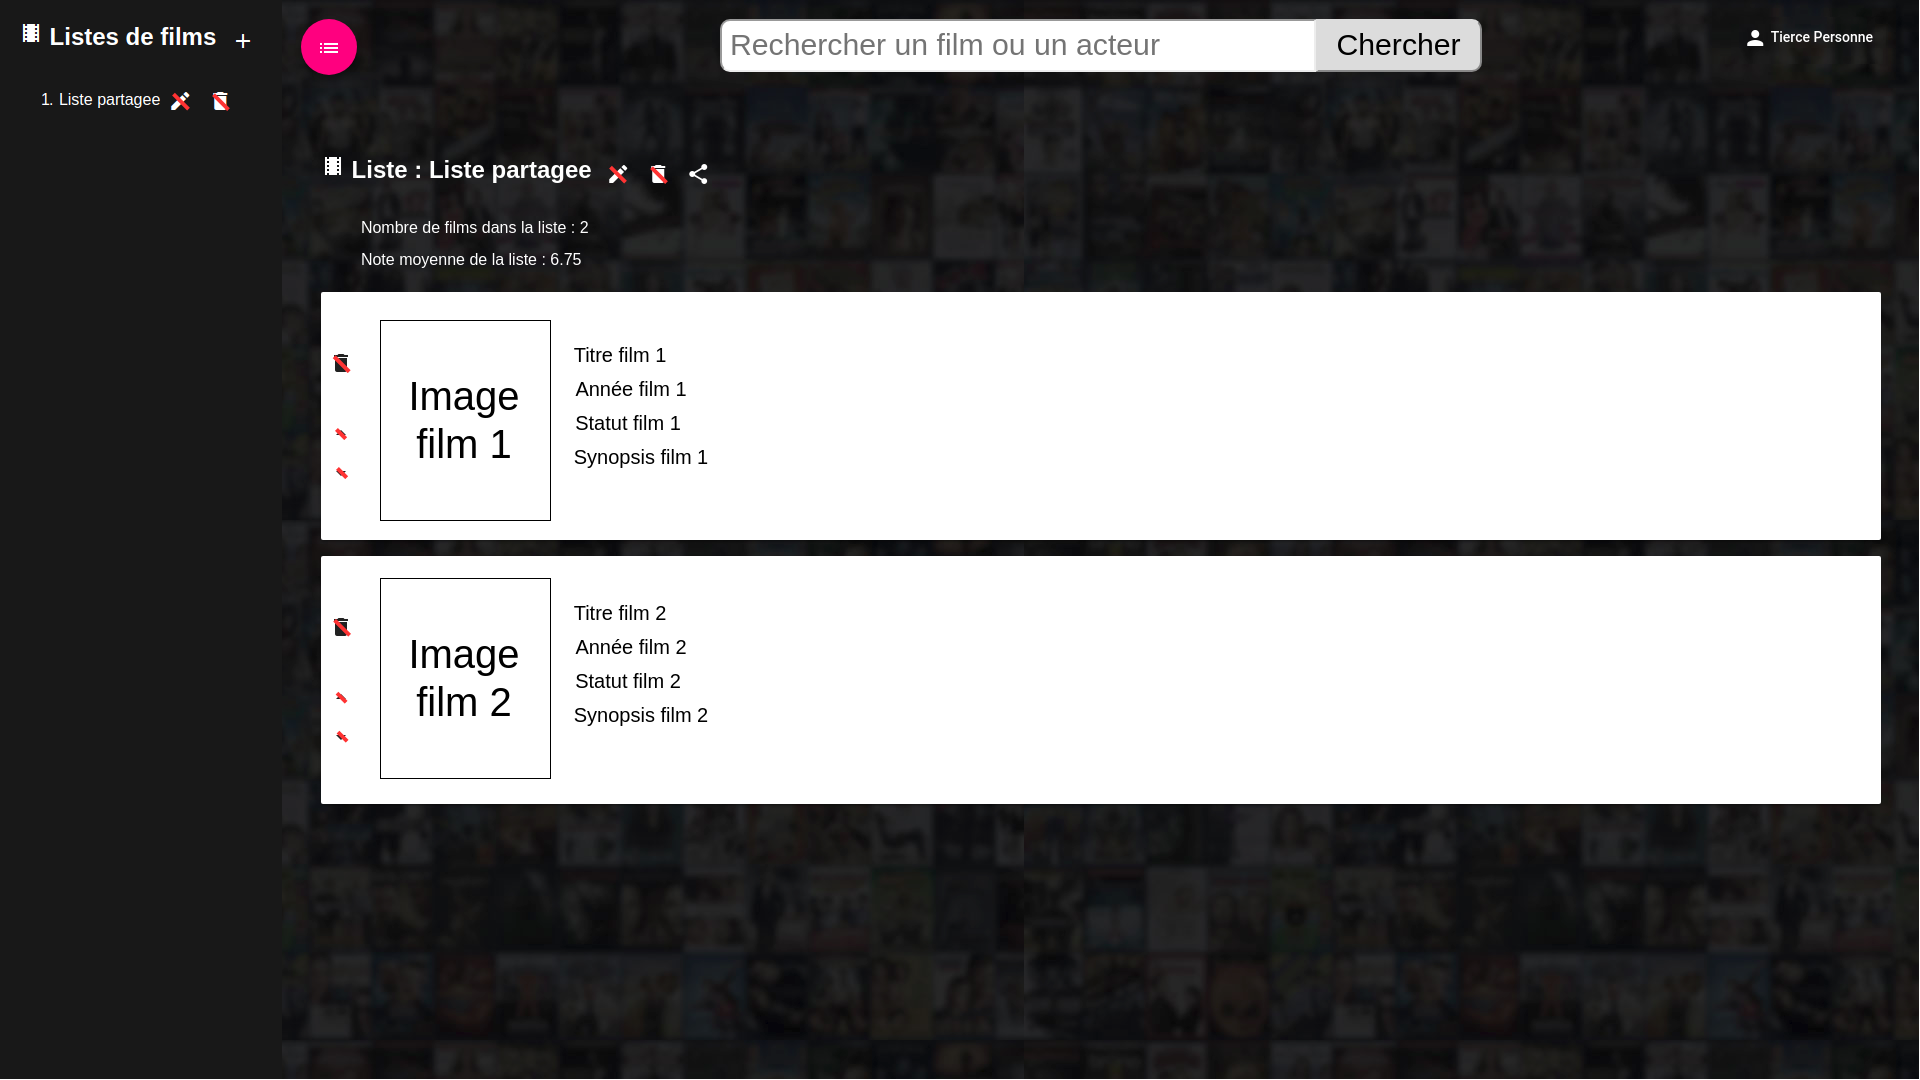 Listes de films
1. Liste partagee
Rechercher un film ou un acteur
Chercher
Tierce Personne
Liste : Liste partagee
Nombre de films dans la liste : 2
Note moyenne de la liste : 6.75
Image
film 1
Titre film 1
Année film 1
Statut film 1
Synopsis film 1
Image
film 2
Titre film 2
Année film 2
Statut film 2
Synopsis film 2